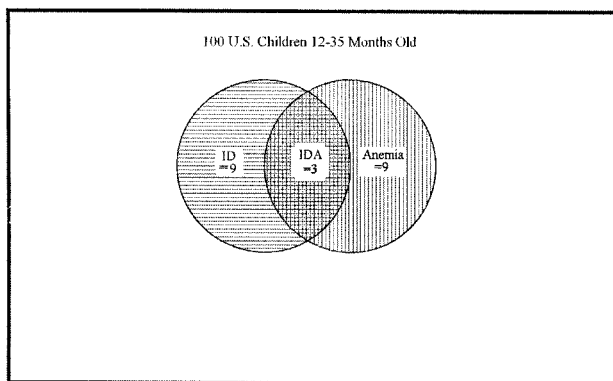 100 U.S. Children 12-35 Months Old
ID
=9
IDA
=3
Anemia
=9